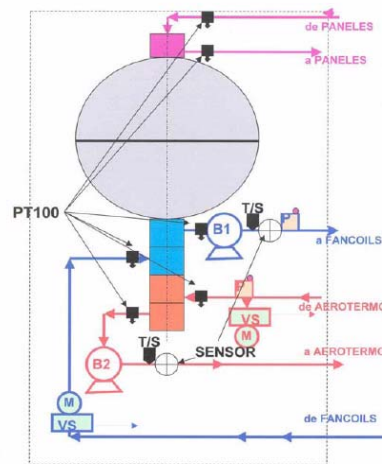 de PANELES
a PANELES
PT100
T/S
P
B1
a FANCOILS
P
de AEROTERMO
VS
T/S
SENSOR
M
a AEROTERMO
B2
M
de FANCOILS
VS